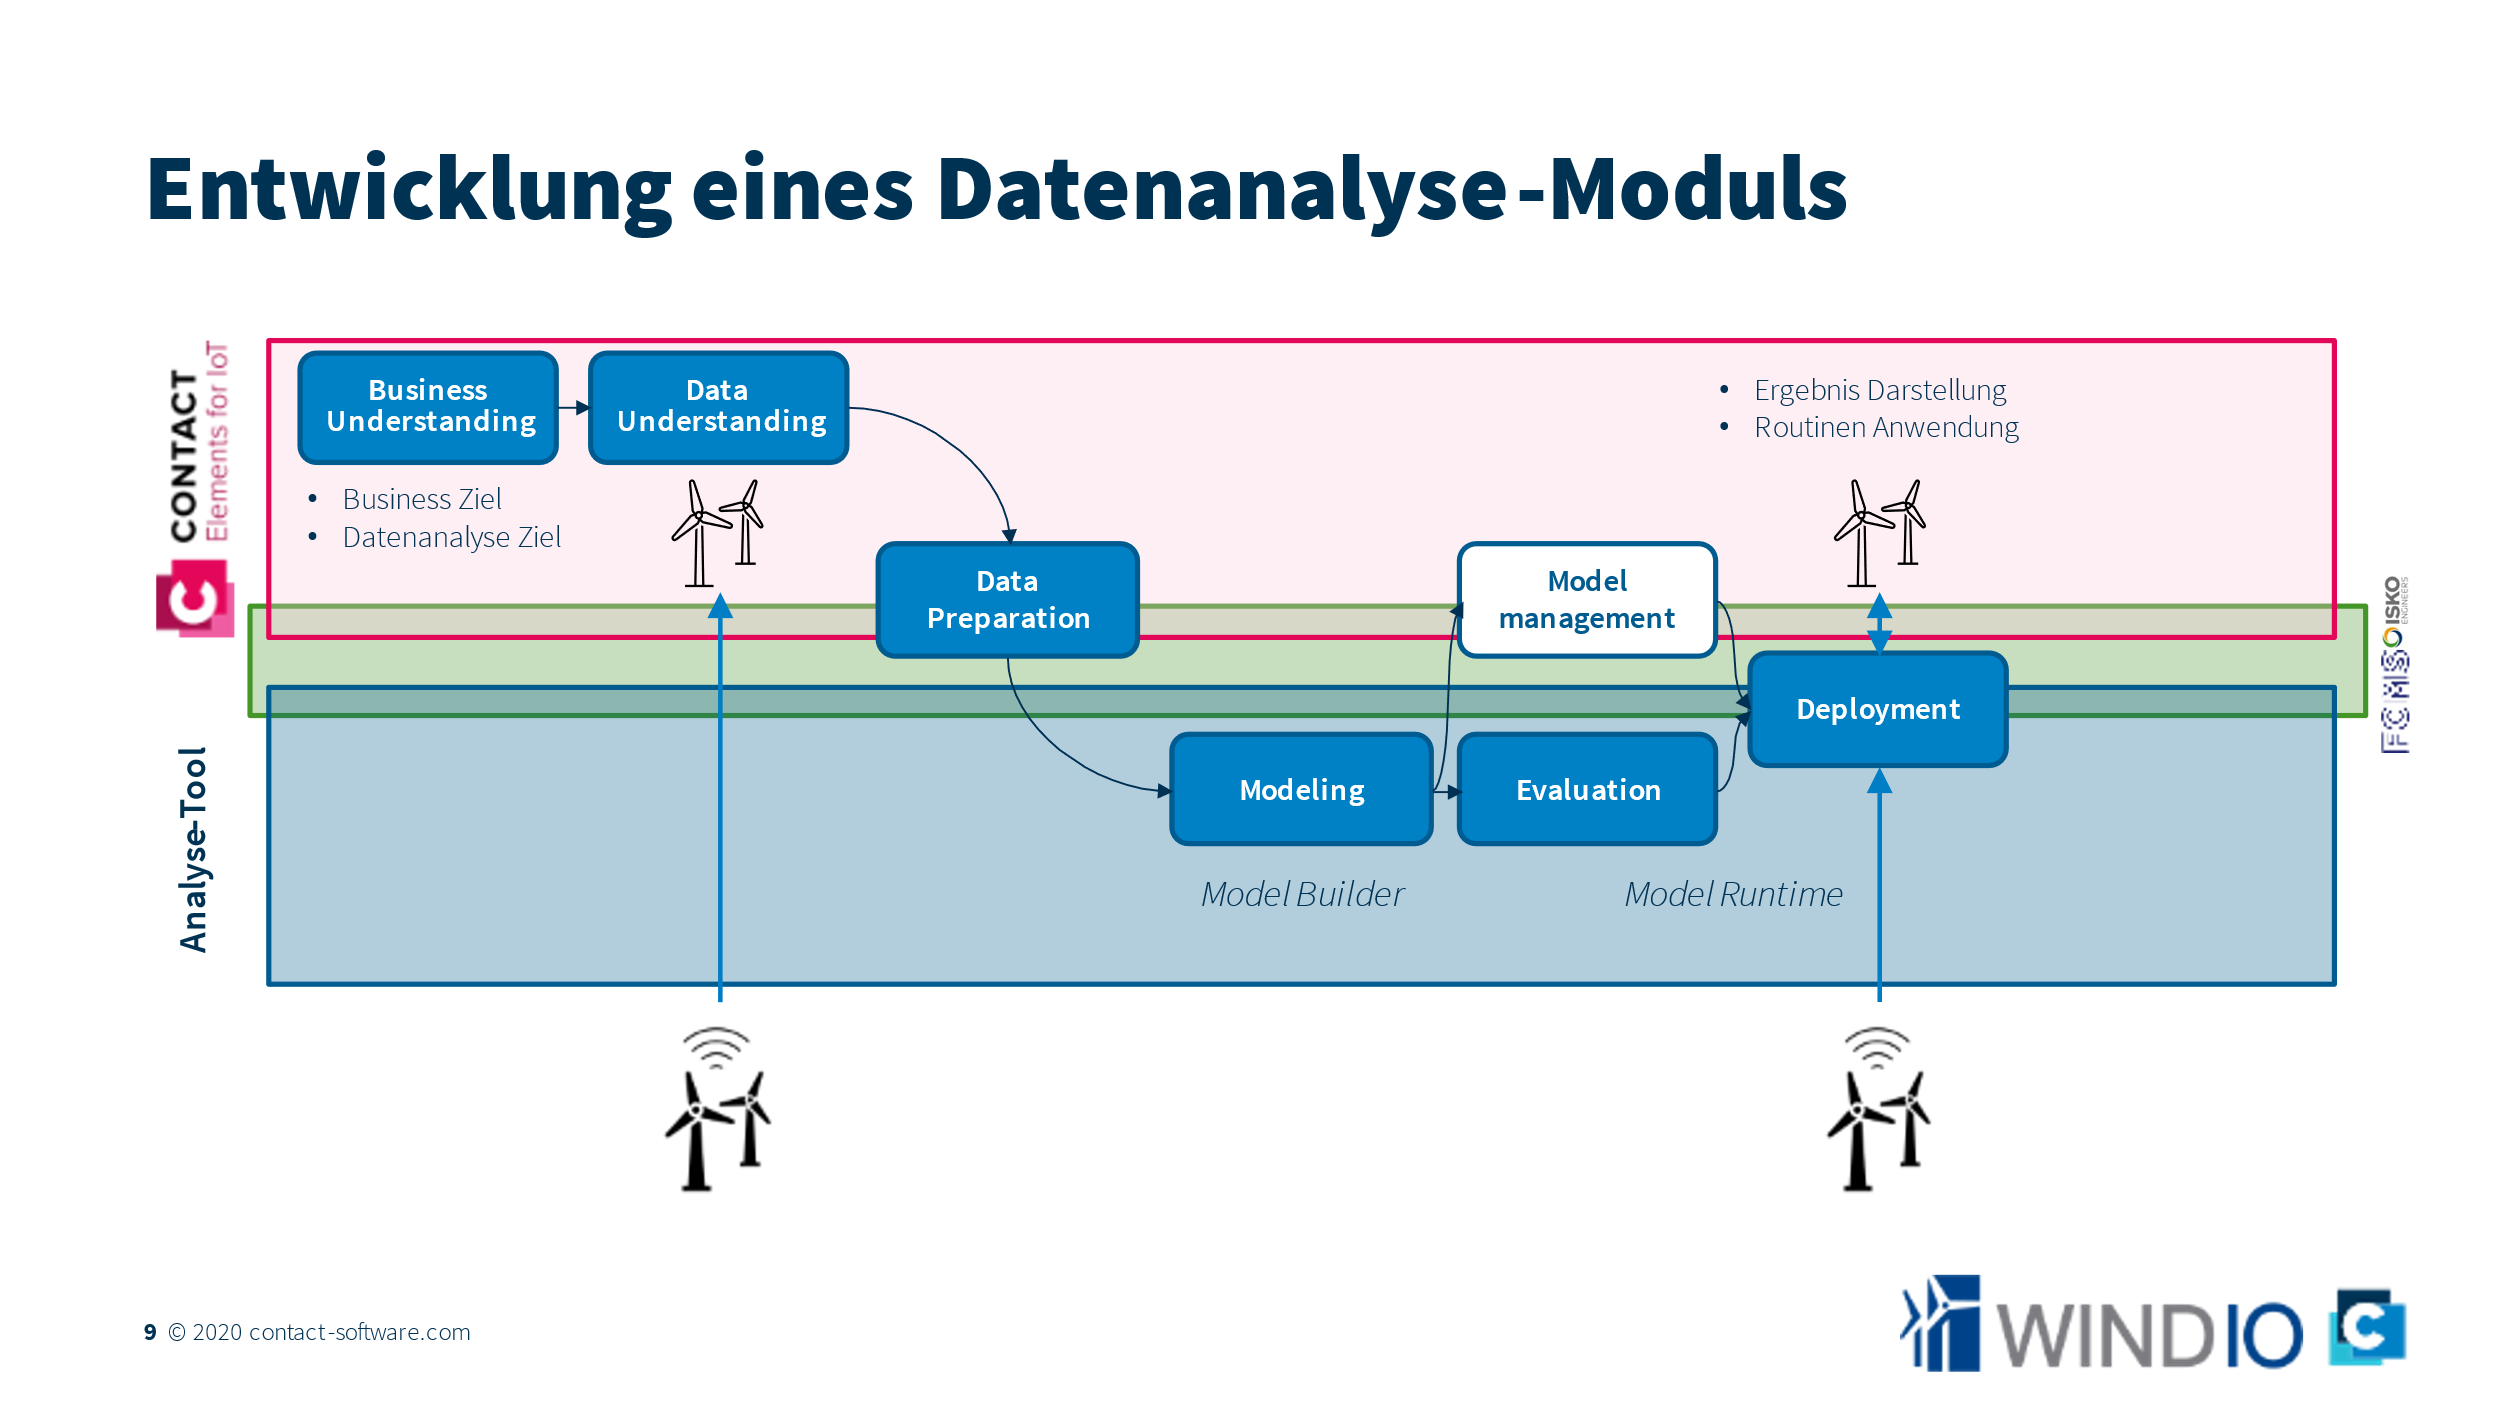 Entwicklung eines Datenanalyse-Moduls
CONTACT
Elements for IoT
Business
Understanding
Data
Understanding
• Business Ziel
• Datenanalyse Ziel
• Ergebnis Darstellung
• Routinen Anwendung
Data
Preparation
Model
management
Deployment
Modeling
Evaluation
Model Builder
Model Runtime
Analyse-Tool
ISKO
ENGINEERS
9 © 2020 contact-software.com
WINDIO